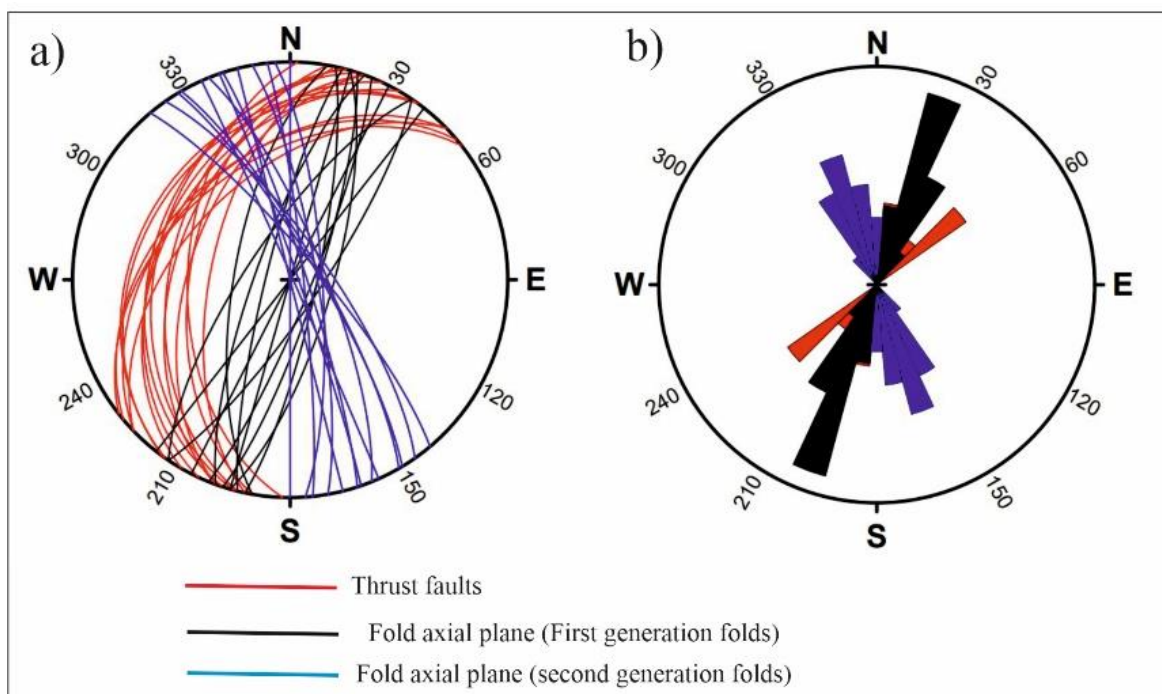 a)
N
330
30
300
60
W
E
240
120
210
150
S
b)
N
330
30
300
60
W
E
240
120
210
150
S
Thrust faults
Fold axial plane (First generation folds)
Fold axial plane (second generation folds)